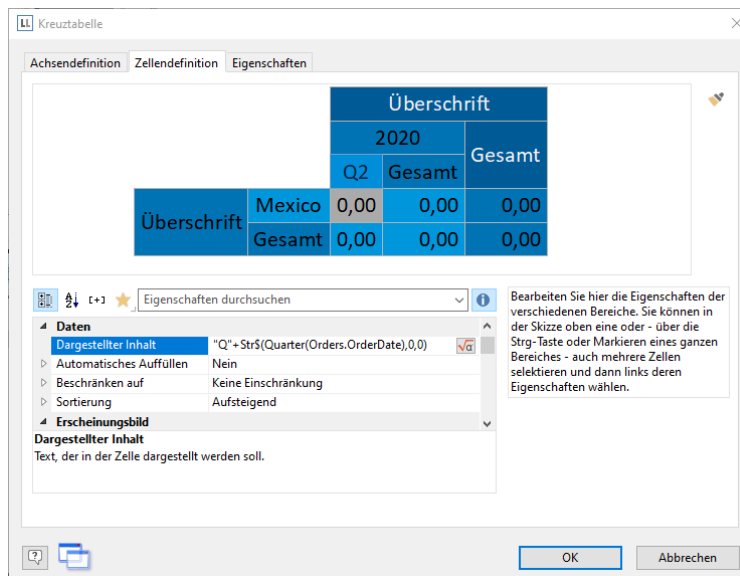 LL Kreuztabelle
Achsendefinition Zellendefinition Eigenschaften
Überschrift
2020 Gesamt
Q2 Gesamt
Überschrift Mexico 0,00 0,00 0,00
Gesamt 0,00 0,00 0,00
Eigenschaften durchsuchen
Daten
Dargestellter Inhalt "Q"+Str$(Quarter(Orders.OrderDate),0,0)
Automatisches Auffüllen Nein
Beschränken auf Keine Einschränkung
Sortierung Aufsteigend
Erscheinungsbild
Dargestellter Inhalt
Text, der in der Zelle dargestellt werden soll.
Bearbeiten Sie hier die Eigenschaften der
verschiedenen Bereiche. Sie können in
der Skizze oben eine oder - über die
Strg-Taste oder Markieren eines ganzen
Bereiches - auch mehrere Zellen
selektieren und dann links deren
Eigenschaften wählen.
OK Abbrechen